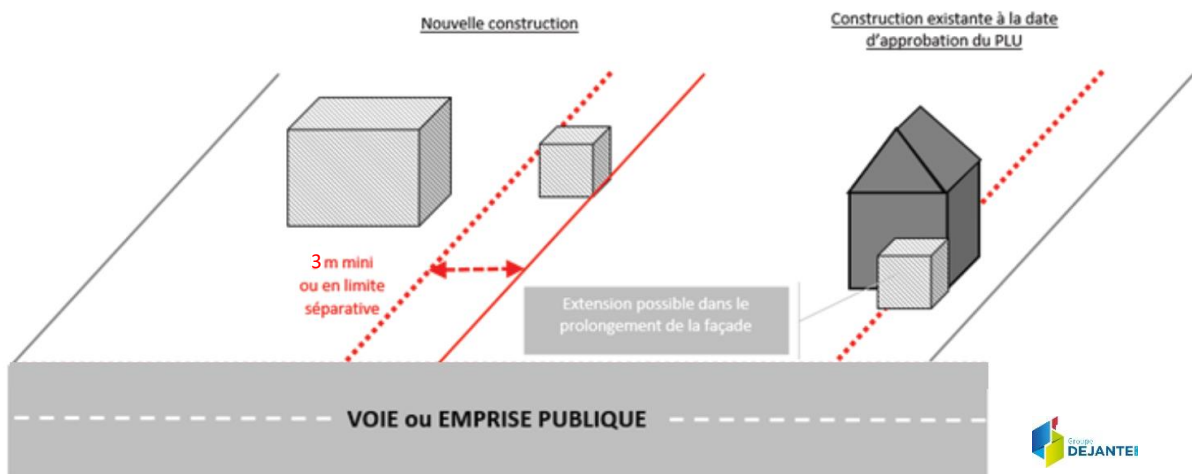 Nouvelle construction
Construction existante à la date
d'approbation du PLU
3 m mini
ou en limite
séparative
Extension possible dans le
prolongement de la façade
VOIE ou EMPRISE PUBLIQUE
Groupe
DEJANTE